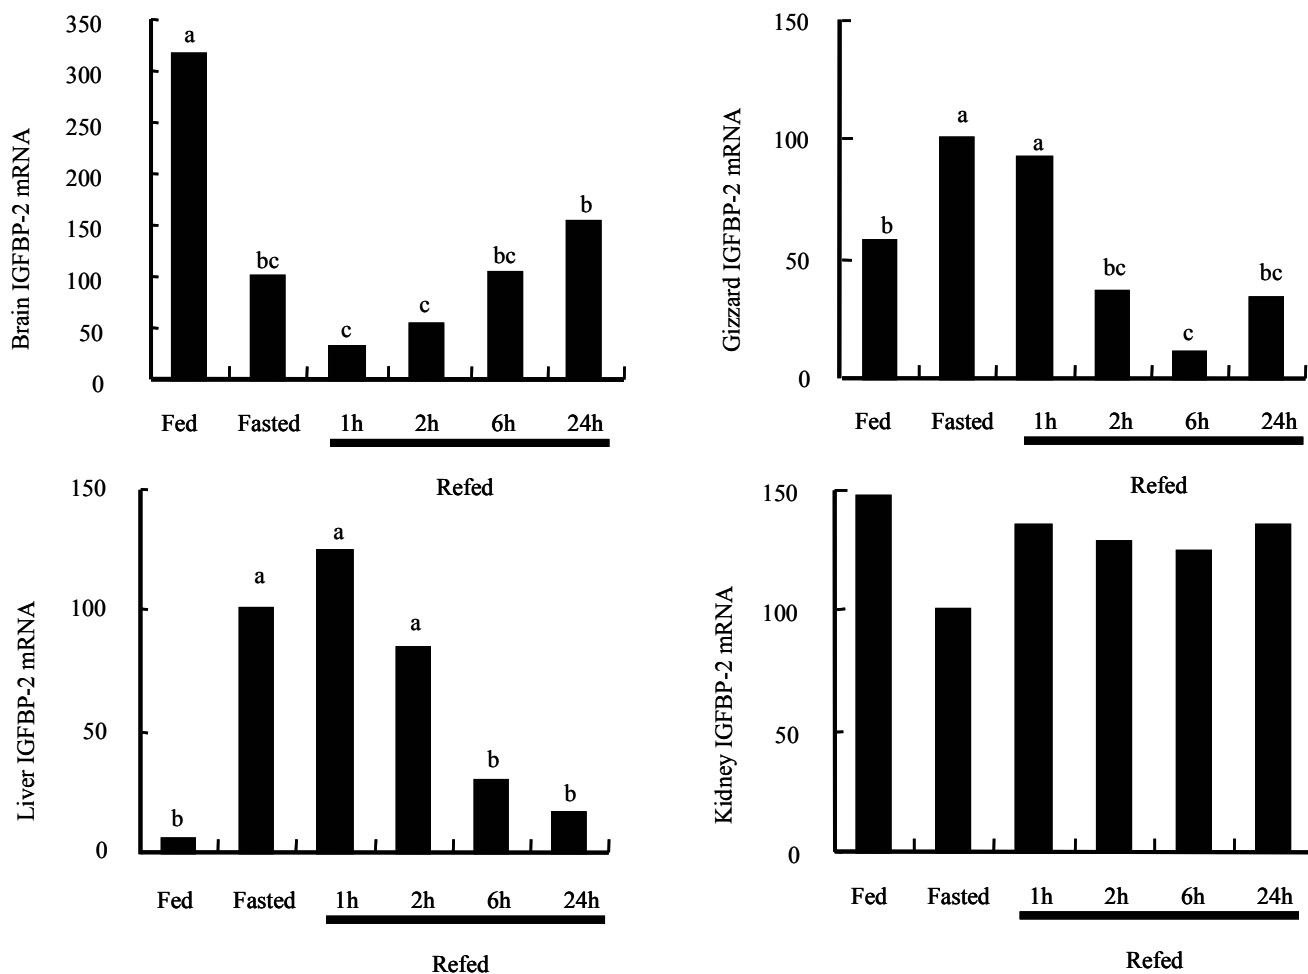 Brain IGFBP-2 mRNA
350
300
250
200
150
100
50
0
a
bc
c
c
bc
b
Fed Fasted 1h 2h 6h 24h
Refed
Gizzard IGFBP-2 mRNA
150
100
50
0
b
a
a
bc
c
bc
Fed Fasted 1h 2h 6h 24h
Refed
Liver IGFBP-2 mRNA
150
100
50
0
b
a
a
a
b
b
Fed Fasted 1h 2h 6h 24h
Refed
Kidney IGFBP-2 mRNA
150
100
50
0
Fed Fasted 1h 2h 6h 24h
Refed